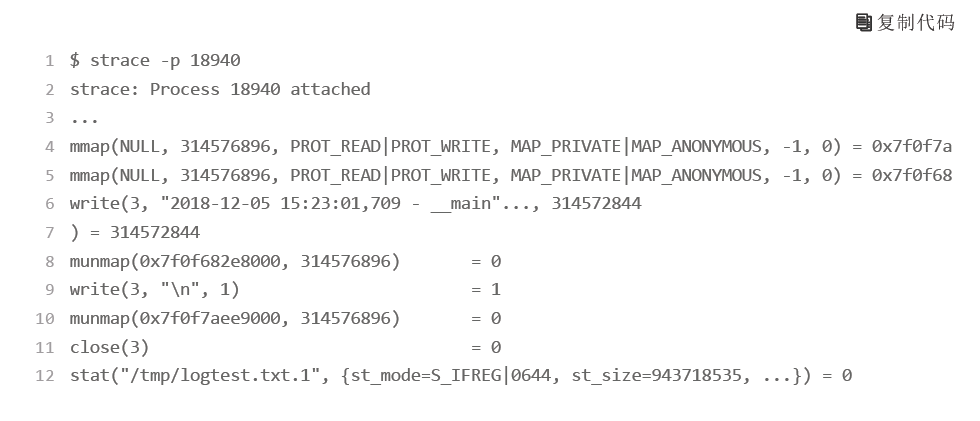 复制代码
1 $ strace -p 18940
2 strace: Process 18940 attached
3 ...
4 mmap(NULL, 314576896, PROT_READ|PROT_WRITE, MAP_PRIVATE|MAP_ANONYMOUS, -1, 0) = 0x7f0f7a
5 mmap(NULL, 314576896, PROT_READ|PROT_WRITE, MAP_PRIVATE|MAP_ANONYMOUS, -1, 0) = 0x7f0f68
6 write(3, "2018-12-05 15:23:01,709 - __main"..., 314572844
7 ) = 314572844
8 munmap(0x7f0f682e8000, 314576896)       = 0
9 write(3, "\n", 1)                       = 1
10 munmap(0x7f0f7aee9000, 314576896)       = 0
11 close(3)                                = 0
12 stat("/tmp/logtest.txt.1", {st_mode=S_IFREG|0644, st_size=943718535, ...}) = 0